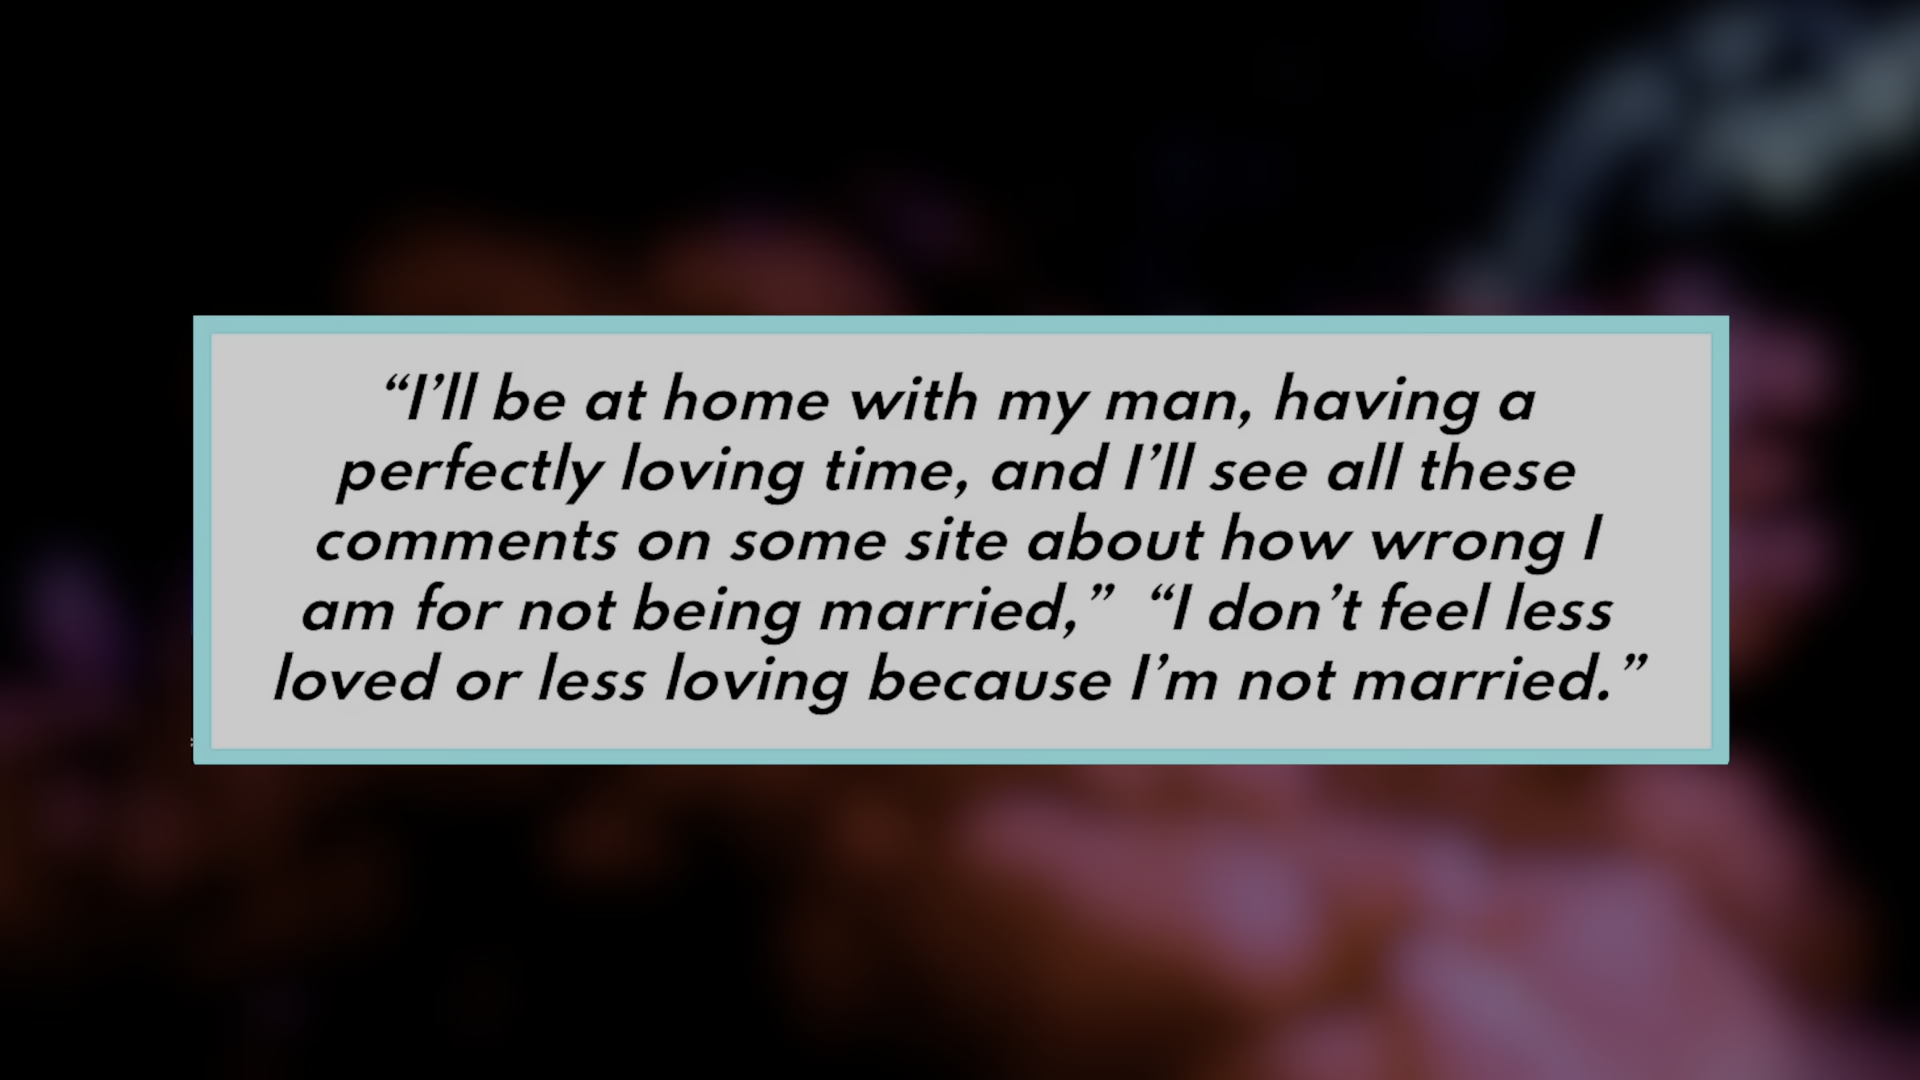 “I’ll be at home with my man, having a
perfectly loving time, and I’ll see all these
comments on some site about how wrong I
am for not being married,”  “I don’t feel less
loved or less loving because I’m not married.”